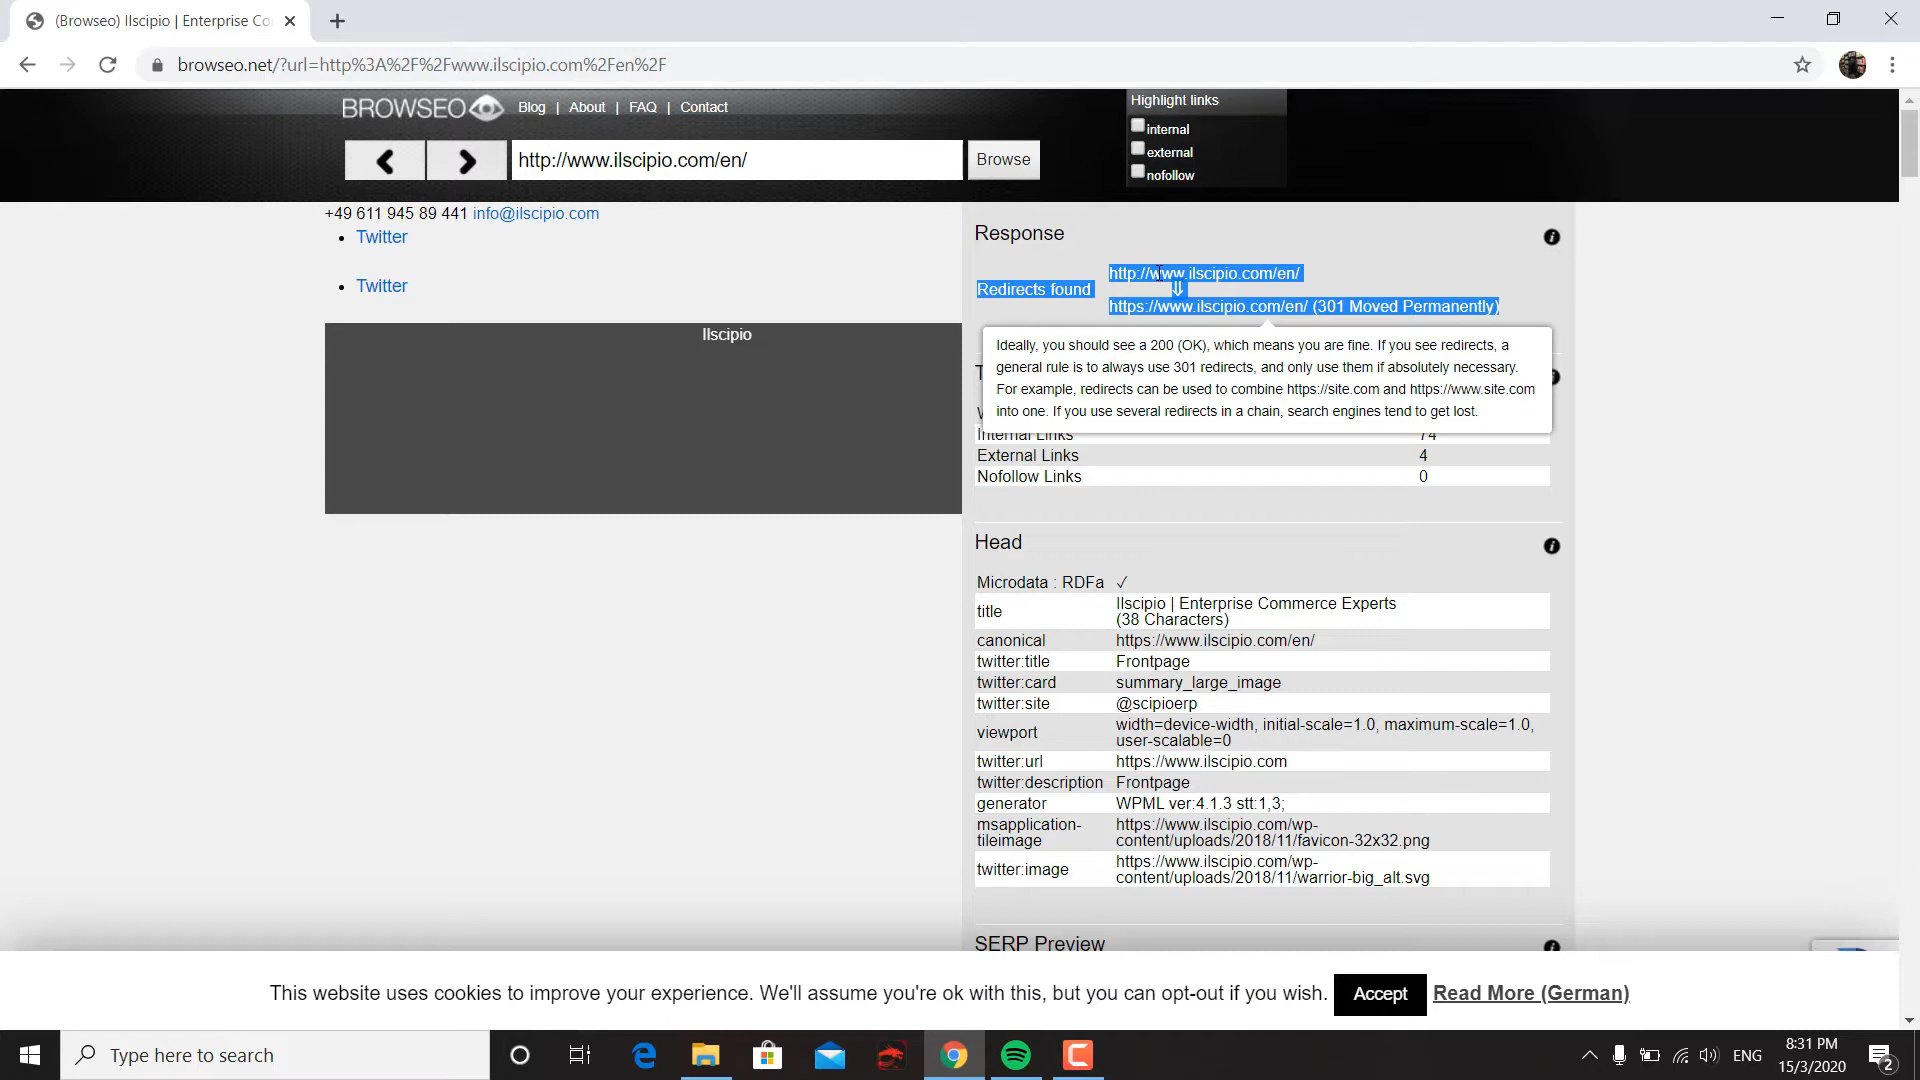 (Browseo) Ilscipio | Enterprise Co
browseo.net/?url=http%3A%2F%2Fwww.ilscipio.com%2Fen%2F
BROWSEO Blog | About | FAQ | Contact
http://www.ilscipio.com/en/ Browse
Highlight links
internal
external
nofollow
+49 611 945 89 441 info@ilscipio.com
• Twitter
• Twitter
Ilscipio
Response
Redirects found
http://www.ilscipio.com/en/
⇓
https://www.ilscipio.com/en/ (301 Moved Permanently)
Ideally, you should see a 200 (OK), which means you are fine. If you see redirects, a
general rule is to always use 301 redirects, and only use them if absolutely necessary.
For example, redirects can be used to combine https://site.com and https://www.site.com
into one. If you use several redirects in a chain, search engines tend to get lost.
Internal Links 74
External Links 4
Nofollow Links 0
Head
Microdata : RDFa ✓
title Ilscipio | Enterprise Commerce Experts
(38 Characters)
canonical https://www.ilscipio.com/en/
twitter:title Frontpage
twitter:card summary_large_image
twitter:site @scipioerp
viewport width=device-width, initial-scale=1.0, maximum-scale=1.0,
user-scalable=0
twitter:url https://www.ilscipio.com
twitter:description Frontpage
generator WPML ver:4.1.3 stt:1,3;
msapplication-
tileimage
https://www.ilscipio.com/wp-
content/uploads/2018/11/favicon-32x32.png
twitter:image https://www.ilscipio.com/wp-
content/uploads/2018/11/warrior-big_alt.svg
SERP Preview
This website uses cookies to improve your experience. We'll assume you're ok with this, but you can opt-out if you wish. Accept Read More (German)
Type here to search
ENG
8:31 PM
15/3/2020
2